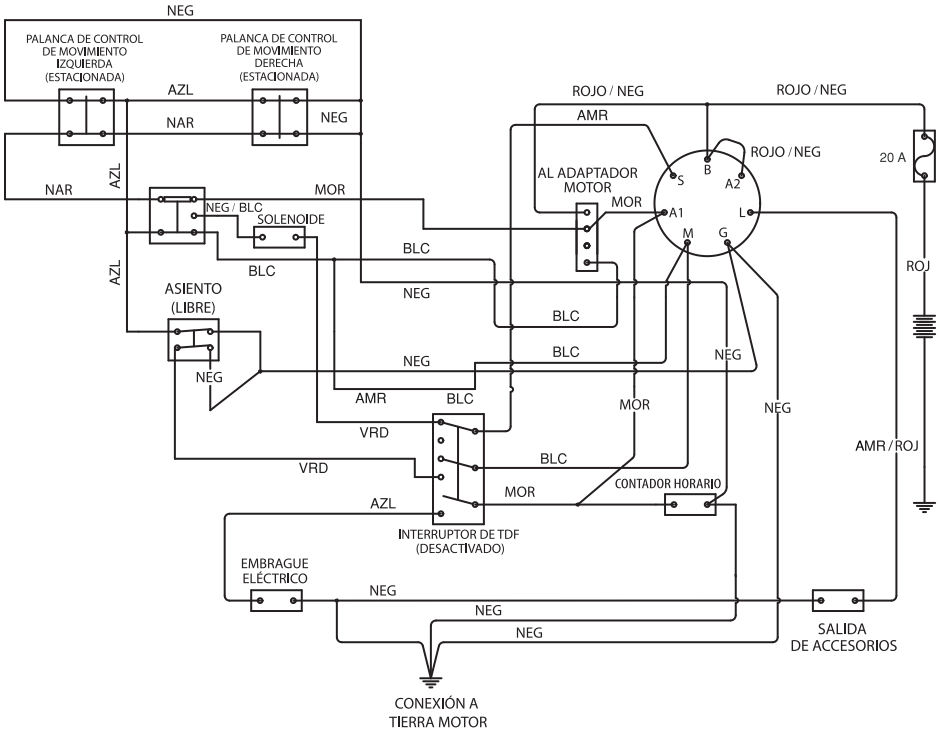 NEG
PALANCA DE CONTROL
DE MOVIMIENTO
IZQUIERDA
(ESTACIONADA)
PALANCA DE CONTROL
DE MOVIMIENTO
DERECHA
(ESTACIONADA)
AZL
NAR
NEG
ROJO / NEG
ROJO / NEG
AMR
ROJO / NEG
20 A
AL ADAPTADOR
MOTOR
S
B
A2
A1
L
M
G
AZL
NAR
MOR
MOR
NEG / BLC
SOLENOIDE
BLC
BLC
AZL
NEG
ROJ
ASIENTO
(LIBRE)
BLC
BLC
NEG
NEG
NEG
AMR
BLC
MOR
NEG
VRD
VRD
BLC
AMR / ROJ
MOR
CONTADOR HORARIO
AZL
INTERRUPTOR DE TDF
(DESACTIVADO)
EMBRAGUE
ELÉCTRICO
NEG
NEG
NEG
SALIDA
DE ACCESORIOS
CONEXIÓN A
TIERRA MOTOR